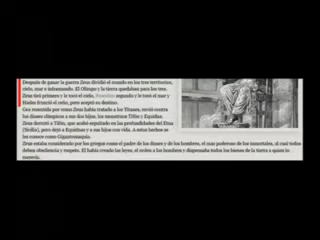 Después de ganar la guerra Zeus dividió el mundo en los tres territorios,
cielo, mar e inframundo. El Olimpo y la tierra quedaban para los tres.
Zeus tiró primero y le tocó el cielo, Poseidón segundo y le tocó el mar y
Hades frunció el ceño, pero aceptó su destino.
Gea resentida por como Zeus había tratado a los Titanes, envió contra
los dioses olímpicos a sus dos hijos, los monstruos Tifón y Equidna.
Zeus derrotó a Tifón, que acabó sepultado en las profundidades del Etna
(Sicilia), pero dejó a Equidna y a sus hijos con vida. A estos hechos se
les conoce como Gigantomaquia.
Zeus estaba considerado por los griegos como el padre de los dioses y de los hombres, el mas poderoso de los inmortales, al cual todos
deben obediencia y respeto. El había creado las leyes, el orden a los hombres y dispensaba todos los bienes de la tierra a quien lo
merecía.